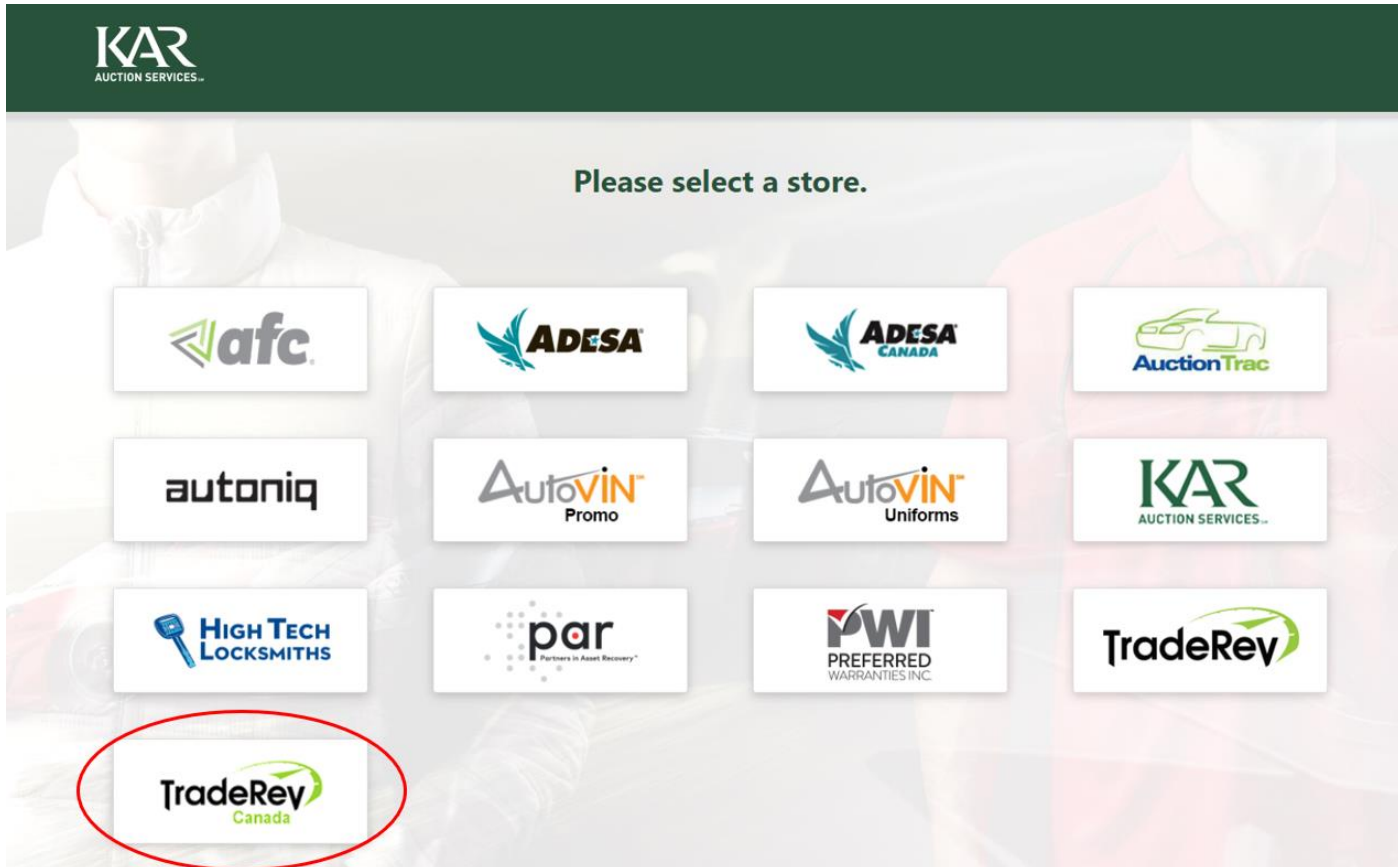 KAR
AUCTION SERVICES
Please select a store.
afc
ADESA
ADESA
CANADA
AuctionTrac
autoniq
AutoVIN
Promo
AutoVIN
Uniforms
KAR
AUCTION SERVICES
HIGH TECH
LOCKSMITHS
par
Partners in Asset Recovery
PWI
PREFERRED
WARRANTIES INC.
TradeRev
TradeRev
Canada